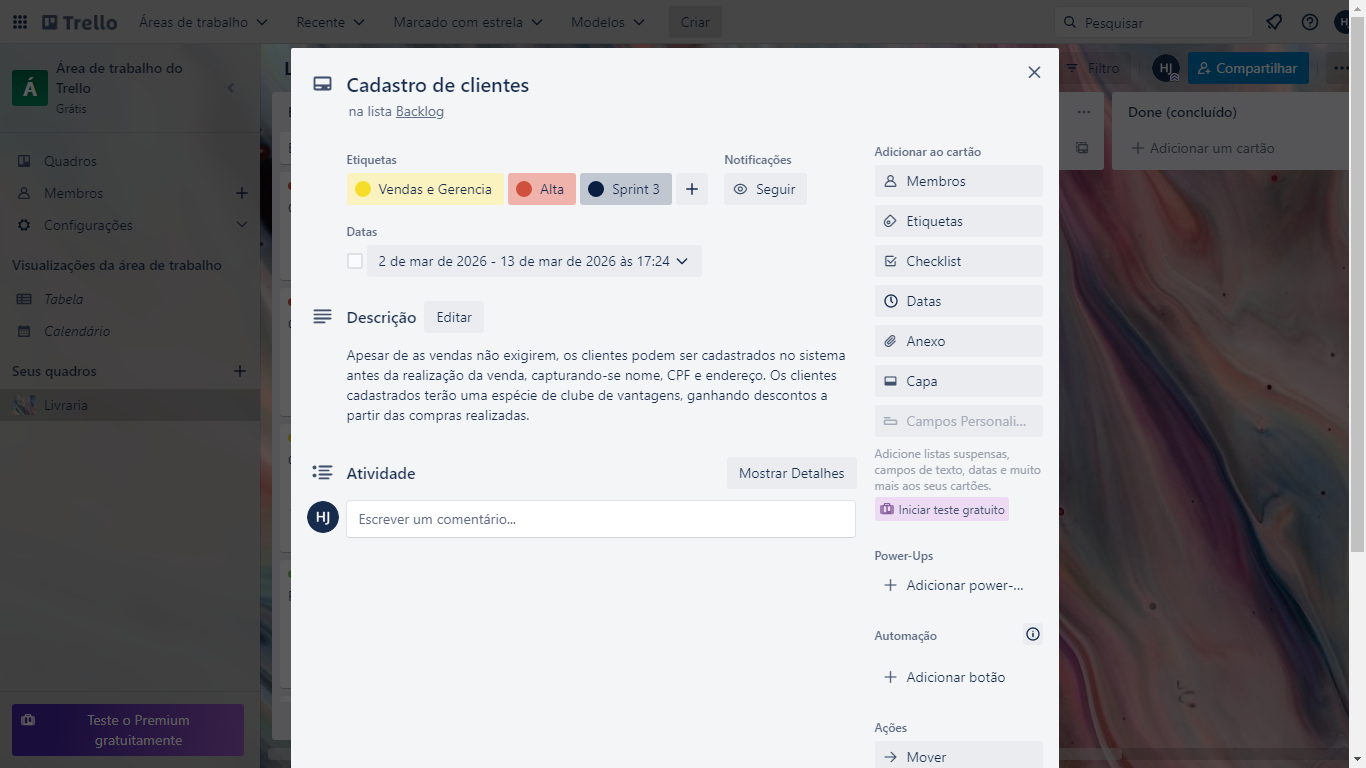 Trello
Áreas de trabalho
Recente
Marcado com estrela
Modelos
Criar
Pesquisar
Á
Área de trabalho do
Trello
Grátis
Quadros
Membros
Configurações
Visualizações da área de trabalho
Tabela
Calendário
Seus quadros
Livraria
Teste o Premium
gratuitamente
Filtro
HJ
Compartilhar
Done (concluído)
Adicionar um cartão
Cadastro de clientes
na lista Backlog
Etiquetas
Vendas e Gerencia
Alta
Sprint 3
Notificações
Seguir
Datas
2 de mar de 2026 - 13 de mar de 2026 às 17:24
Descrição
Editar
Apesar de as vendas não exigirem, os clientes podem ser cadastrados no sistema
antes da realização da venda, capturando-se nome, CPF e endereço. Os clientes
cadastrados terão uma espécie de clube de vantagens, ganhando descontos a
partir das compras realizadas.
Atividade
Mostrar Detalhes
HJ
Escrever um comentário...
Adicionar ao cartão
Membros
Etiquetas
Checklist
Datas
Anexo
Capa
Campos Personali...
Adicione listas suspensas,
campos de texto, datas e muito
mais aos seus cartões.
Iniciar teste gratuito
Power-Ups
Adicionar power-...
Automação
Adicionar botão
Ações
Mover